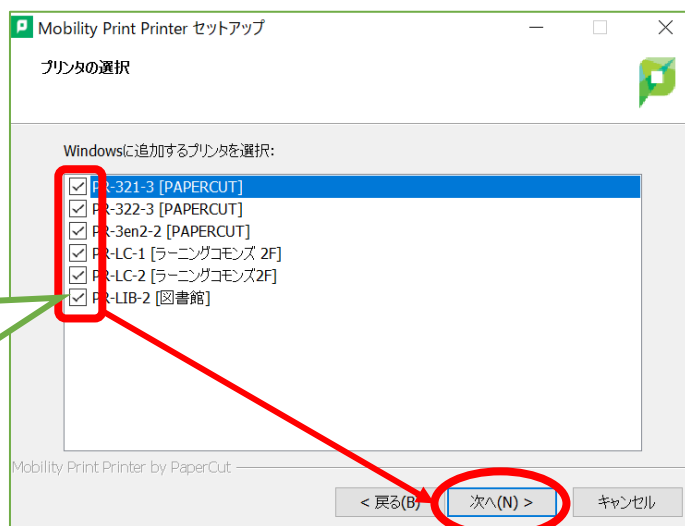 Mobility Print Printer セットアップ
プリンタの選択
Windowsに追加するプリンタを選択:
PR-321-3 [PAPERCUT]
PR-322-3 [PAPERCUT]
PR-3en2-2 [PAPERCUT]
PR-LC-1 [ラーニングコモンズ 2F]
PR-LC-2 [ラーニングコモンズ2F]
PR-LIB-2 [図書館]
Mobility Print Printer by PaperCut
< 戻る(B) 次へ(N) > キャンセル